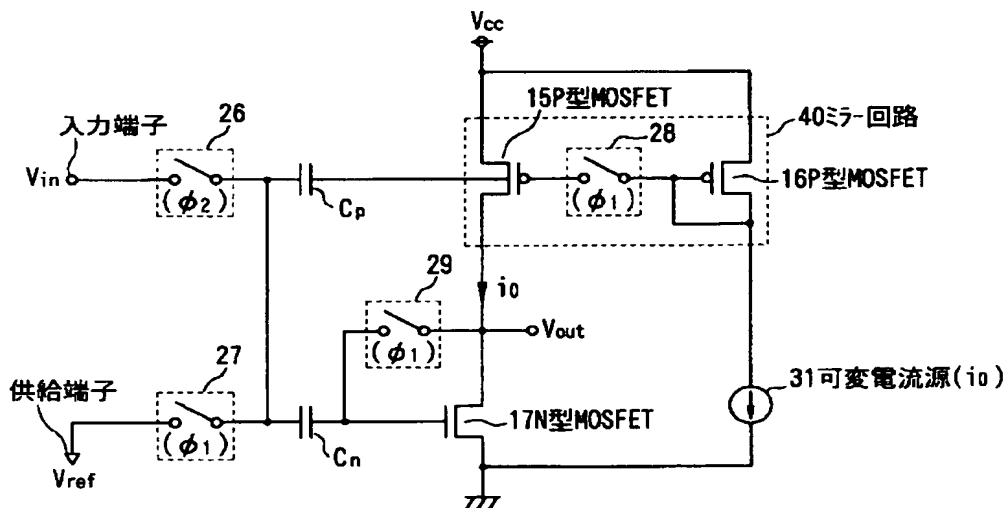 Vcc
15P型MOSFET
40ミラー回路
26
28
入力端子
Vin
(φ2)
Cp
(φ1)
16P型MOSFET
29
i0
(φ1)
Vout
27
供給端子
(φ1)
Vref
Cn
17N型MOSFET
31可変電流源(i0)